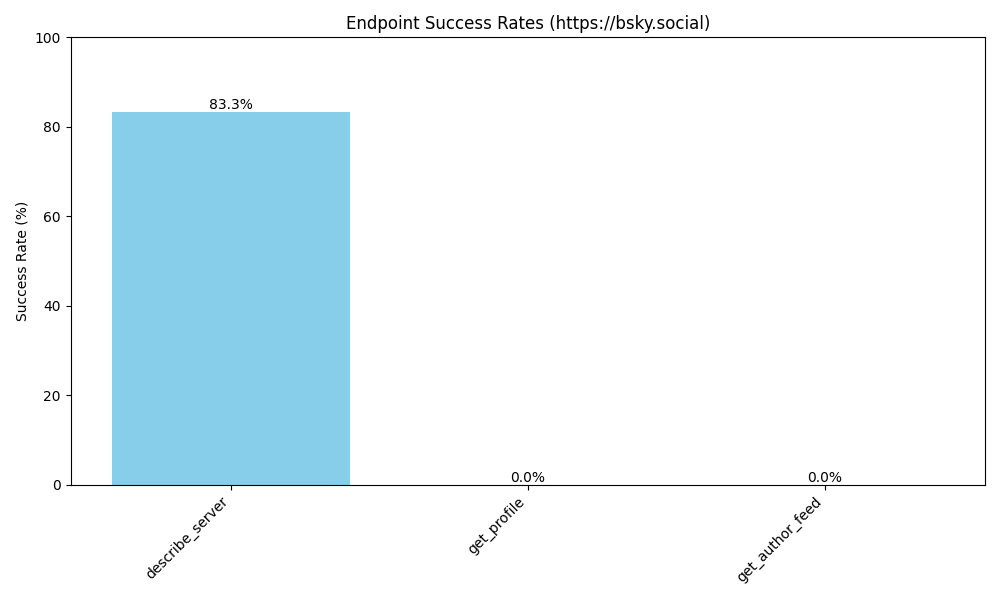 Endpoint Success Rates (https://bsky.social)
100
80
60
40
20
0
Success Rate (%)
83.3%
0.0%
0.0%
describe_server
get_profile
get_author_feed